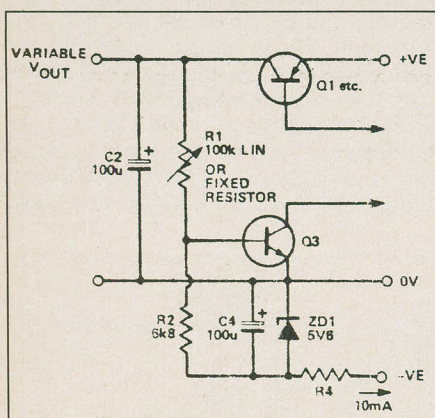 VARIABLE
VOUT
+VE
Q1 etc.
R1
100k LIN
OR
FIXED
RESISTOR
C2
100u
+
Q3
0V
R2
6k8
C4
100u
+
ZD1
5V6
R4
-VE
10mA